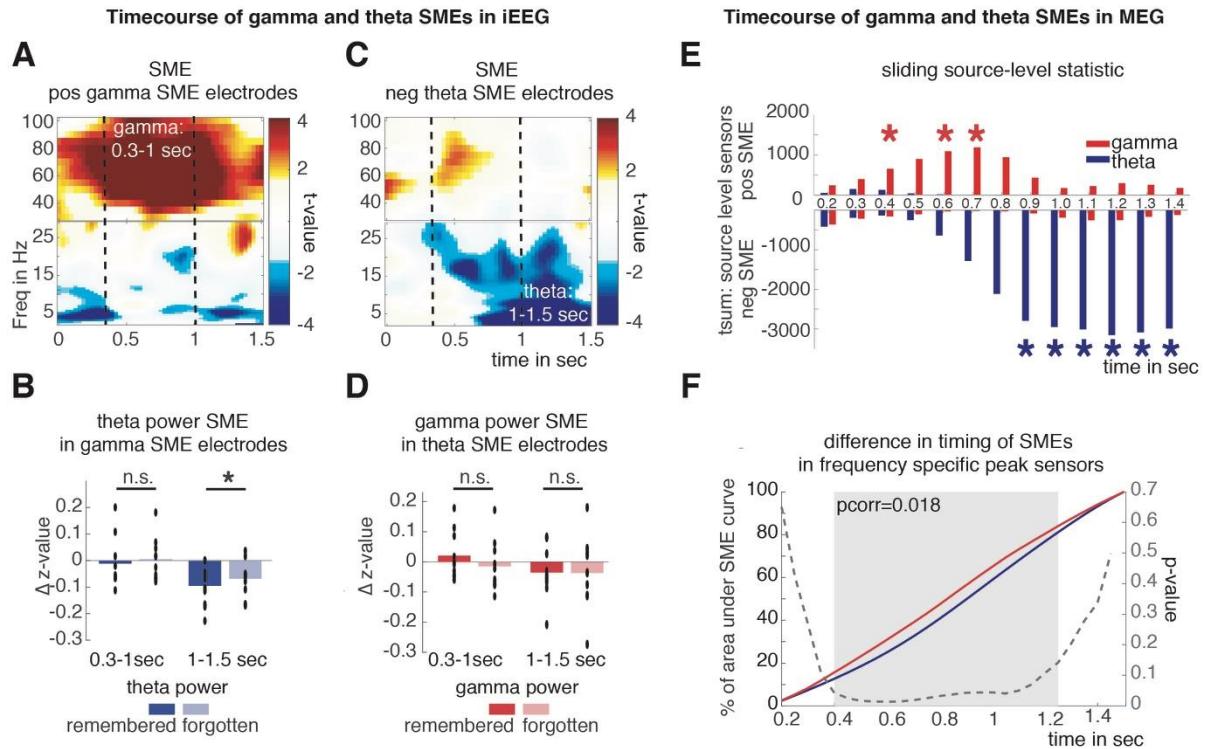 Timecourse of gamma and theta SMEs in iEEG
A
SME
pos gamma SME electrodes
gamma:
0.3-1 sec
100
80
60
40
25
15
5
Freq in Hz
0
0.5
1.0
1.5
4
2
t-value
-2
-4
C
SME
neg theta SME electrodes
theta:
1-1.5 sec
100
80
60
40
25
15
5
0
0.5
1.0
1.5
time in sec
4
2
t-value
-2
-4
B
theta power SME
in gamma SME electrodes
n.s.
*
0.2
0.1
0
-0.1
-0.2
-0.3
Δ z-value
0.3-1sec
1-1.5 sec
theta power
remembered forgotten
D
gamma power SME
in theta SME electrodes
n.s.
n.s.
0.2
0.1
0
-0.1
-0.2
-0.3
Δ z-value
0.3-1sec
1-1.5 sec
gamma power
remembered forgotten
Timecourse of gamma and theta SMEs in MEG
E
sliding source-level statistic
2000
1000
0
-1000
-2000
-3000
tsum: source level sensors
neg SME pos SME
* * *
gamma
theta
0.2 0.3 0.4 0.5 0.6 0.7 0.8 0.9 1.0 1.1 1.2 1.3 1.4
* * * * * *
time in sec
F
difference in timing of SMEs
in frequency specific peak sensors
pcorr=0.018
100
80
60
40
20
0
% of area under SME curve
0.7
0.6
0.5
0.4
0.3
0.2
0.1
0
p-value
0.2 0.4 0.6 0.8 1 1.2 1.4
time in sec